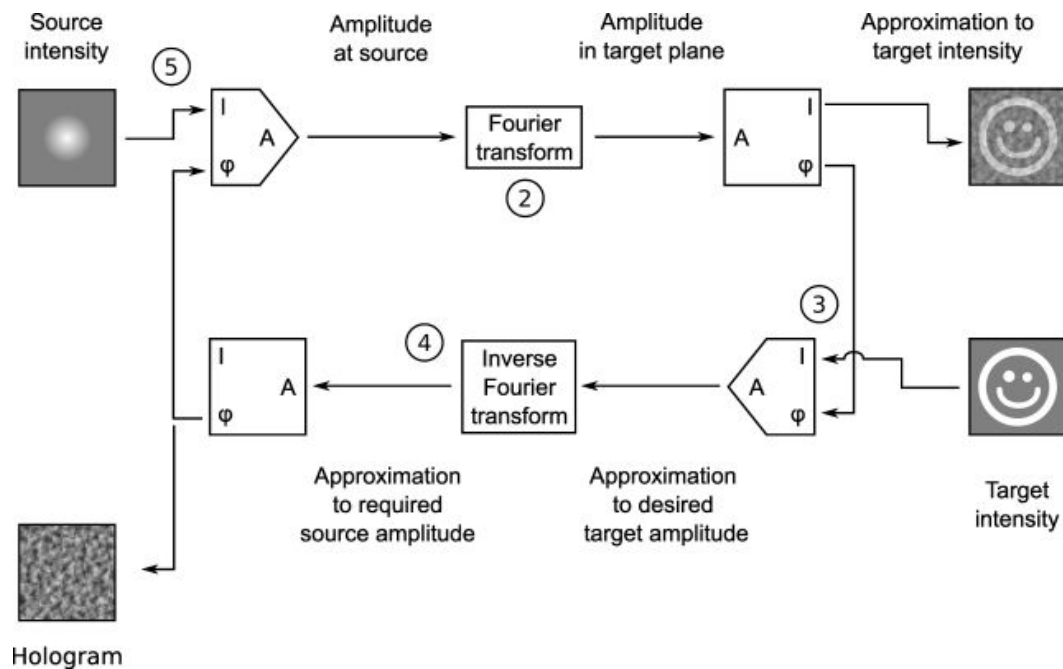 Source
intensity
Amplitude
at source
Amplitude
in target plane
Approximation to
target intensity
5
I
A
φ
Fourier
transform
2
A
I
φ
3
I
A
φ
4
Inverse
Fourier
transform
I
A
φ
Approximation
to required
source amplitude
Approximation
to desired
target amplitude
Target
intensity
Hologram